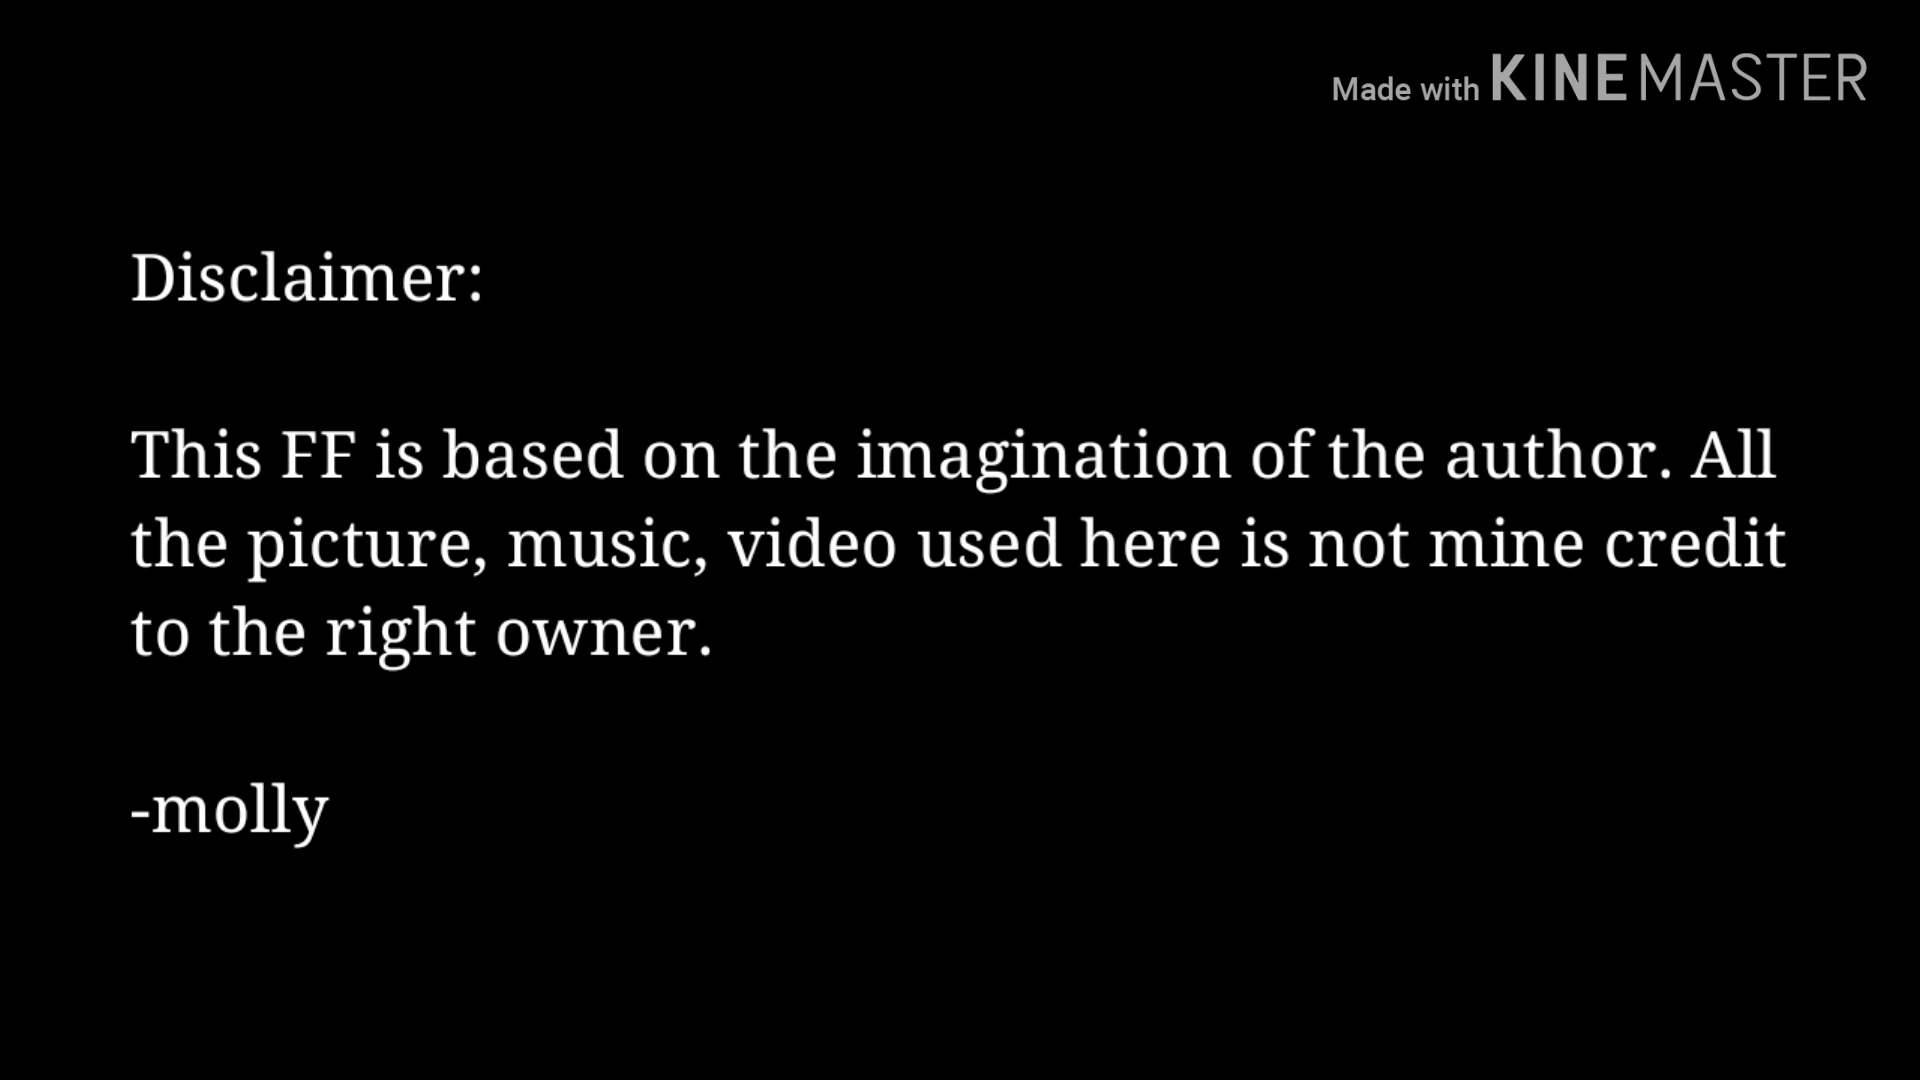 Made with KINEMASTER
Disclaimer:
This FF is based on the imagination of the author. All
the picture, music, video used here is not mine credit
to the right owner.
-molly